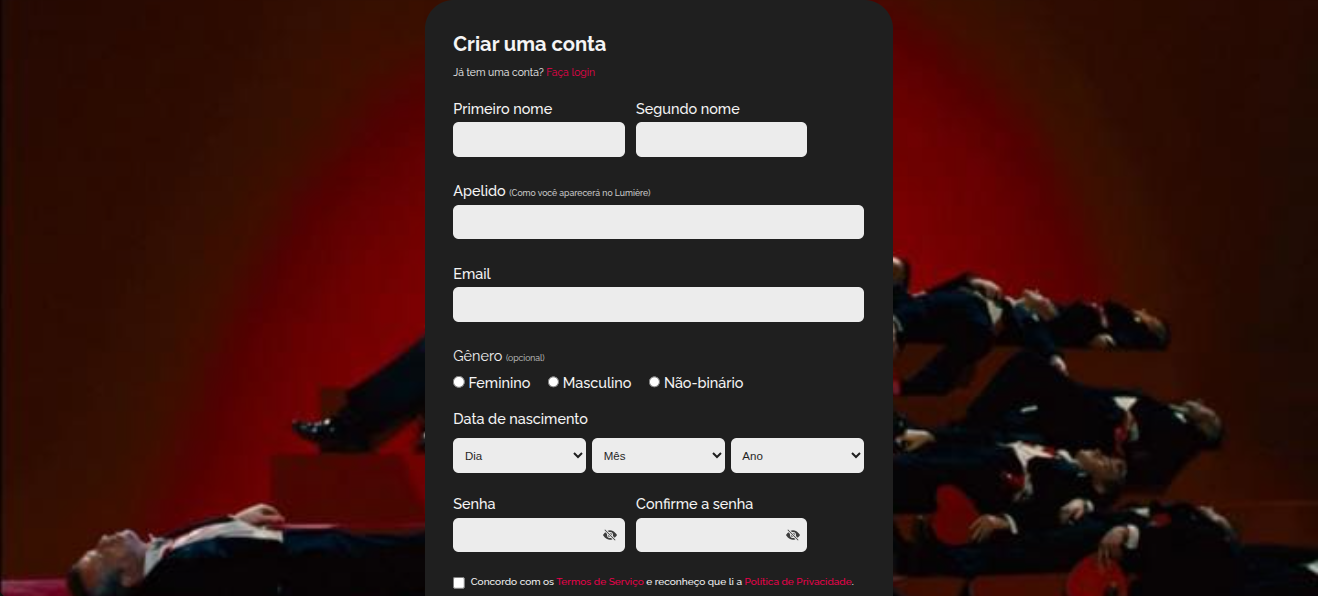 Criar uma conta
Já tem uma conta? Faça login
Primeiro nome Segundo nome
Apelido (Como você aparecerá no Lumière)
Email
Gênero (opcional)
Feminino Masculino Não-binário
Data de nascimento
Dia Mês Ano
Senha Confirme a senha
Concordo com os Termos de Serviço e reconheço que li a Política de Privacidade.